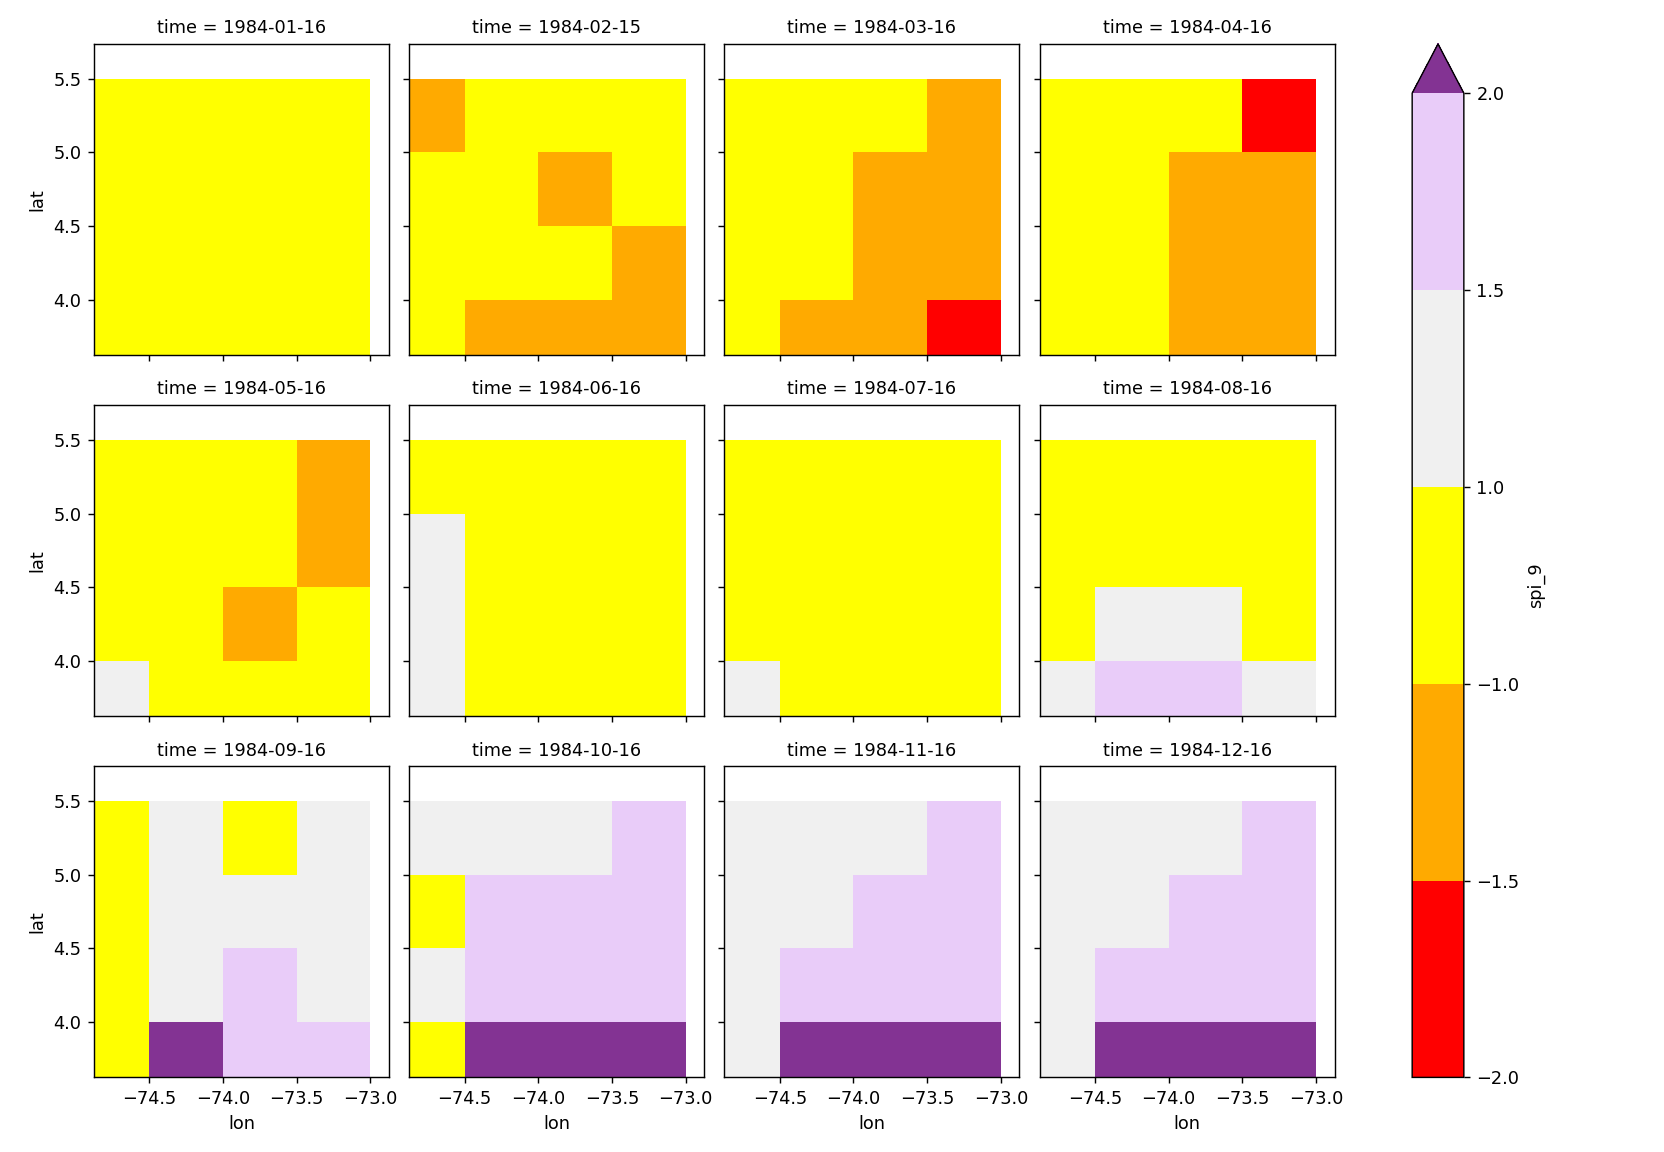 time = 1984-01-16
time = 1984-02-15
time = 1984-03-16
time = 1984-04-16
5.5
5.0
4.5
4.0
lat
time = 1984-05-16
time = 1984-06-16
time = 1984-07-16
time = 1984-08-16
5.5
5.0
4.5
4.0
lat
time = 1984-09-16
time = 1984-10-16
time = 1984-11-16
time = 1984-12-16
5.5
5.0
4.5
4.0
lat
−74.5 −74.0 −73.5 −73.0
−74.5 −74.0 −73.5 −73.0
−74.5 −74.0 −73.5 −73.0
−74.5 −74.0 −73.5 −73.0
lon
lon
lon
lon
2.0
1.5
1.0
−1.0
−1.5
−2.0
spi_9